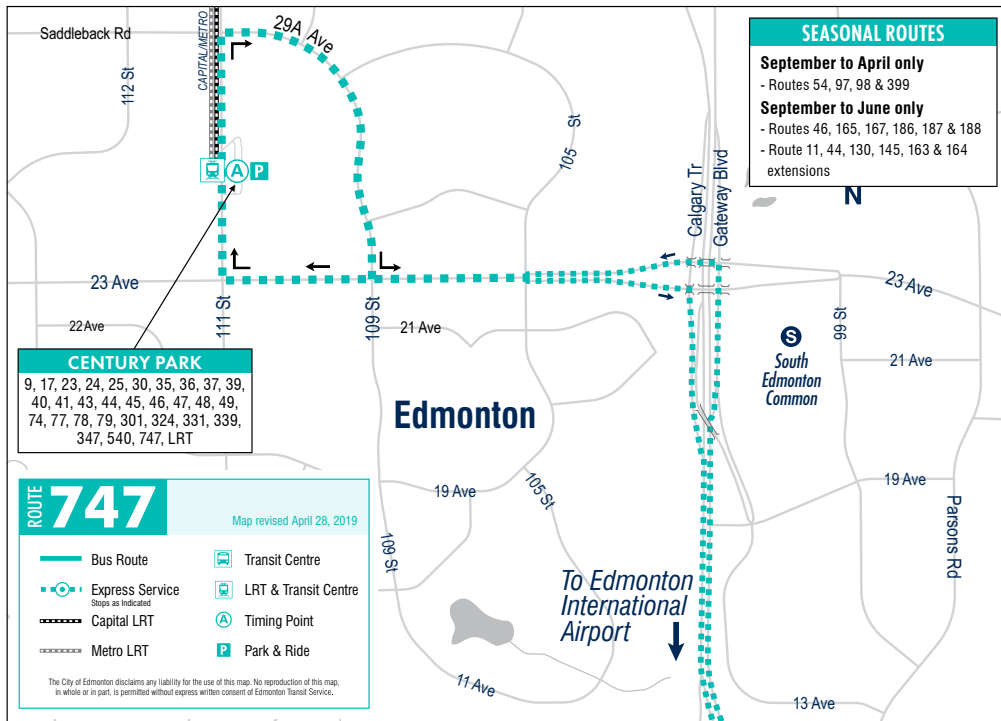 Saddleback Rd
112 St
CAPITAL/METRO
29A Ave
105 St
Calgary Tr
Gateway Blvd
SEASONAL ROUTES
September to April only
- Routes 54, 97, 98 & 399
September to June only
- Routes 46, 165, 167, 186, 187 & 188
- Route 11, 44, 130, 145, 163 & 164
extensions
N
A
P
23 Ave
111 St
109 St
23 Ave
22 Ave
21 Ave
99 St
21 Ave
S
South
Edmonton
Common
CENTURY PARK
9, 17, 23, 24, 25, 30, 35, 36, 37, 39,
40, 41, 43, 44, 45, 46, 47, 48, 49,
74, 77, 78, 79, 301, 324, 331, 339,
347, 540, 747, LRT
Edmonton
19 Ave
105 St
109 St
19 Ave
Parsons Rd
To Edmonton
International
Airport
11 Ave
13 Ave
ROUTE
747
Map revised April 28, 2019
Bus Route
Express Service
Stops as Indicated
Capital LRT
Metro LRT
Transit Centre
LRT & Transit Centre
A
Timing Point
P
Park & Ride
The City of Edmonton disclaims any liability for the use of this map. No reproduction of this map,
in whole or in part, is permitted without express written consent of Edmonton Transit Service.